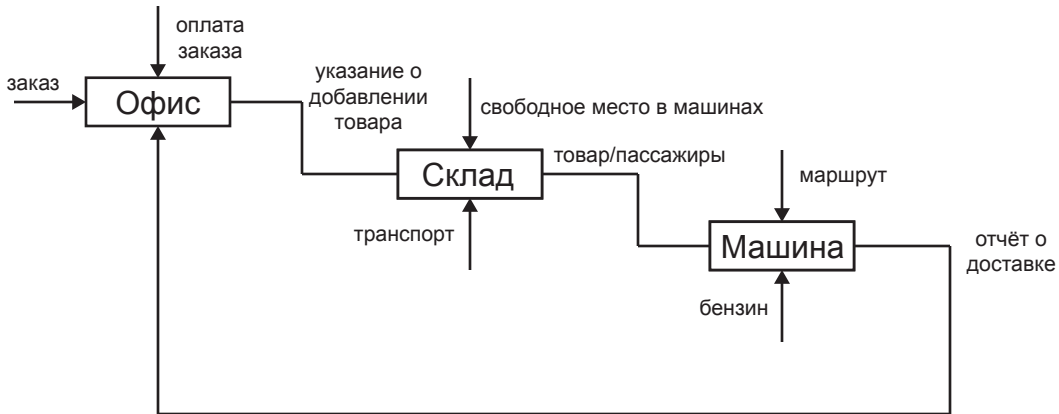 оплата
заказа
заказ
Офис
указание о
добавлении
товара
свободное место в машинах
Склад
товар/пассажиры
транспорт
маршрут
Машина
отчёт о
доставке
бензин